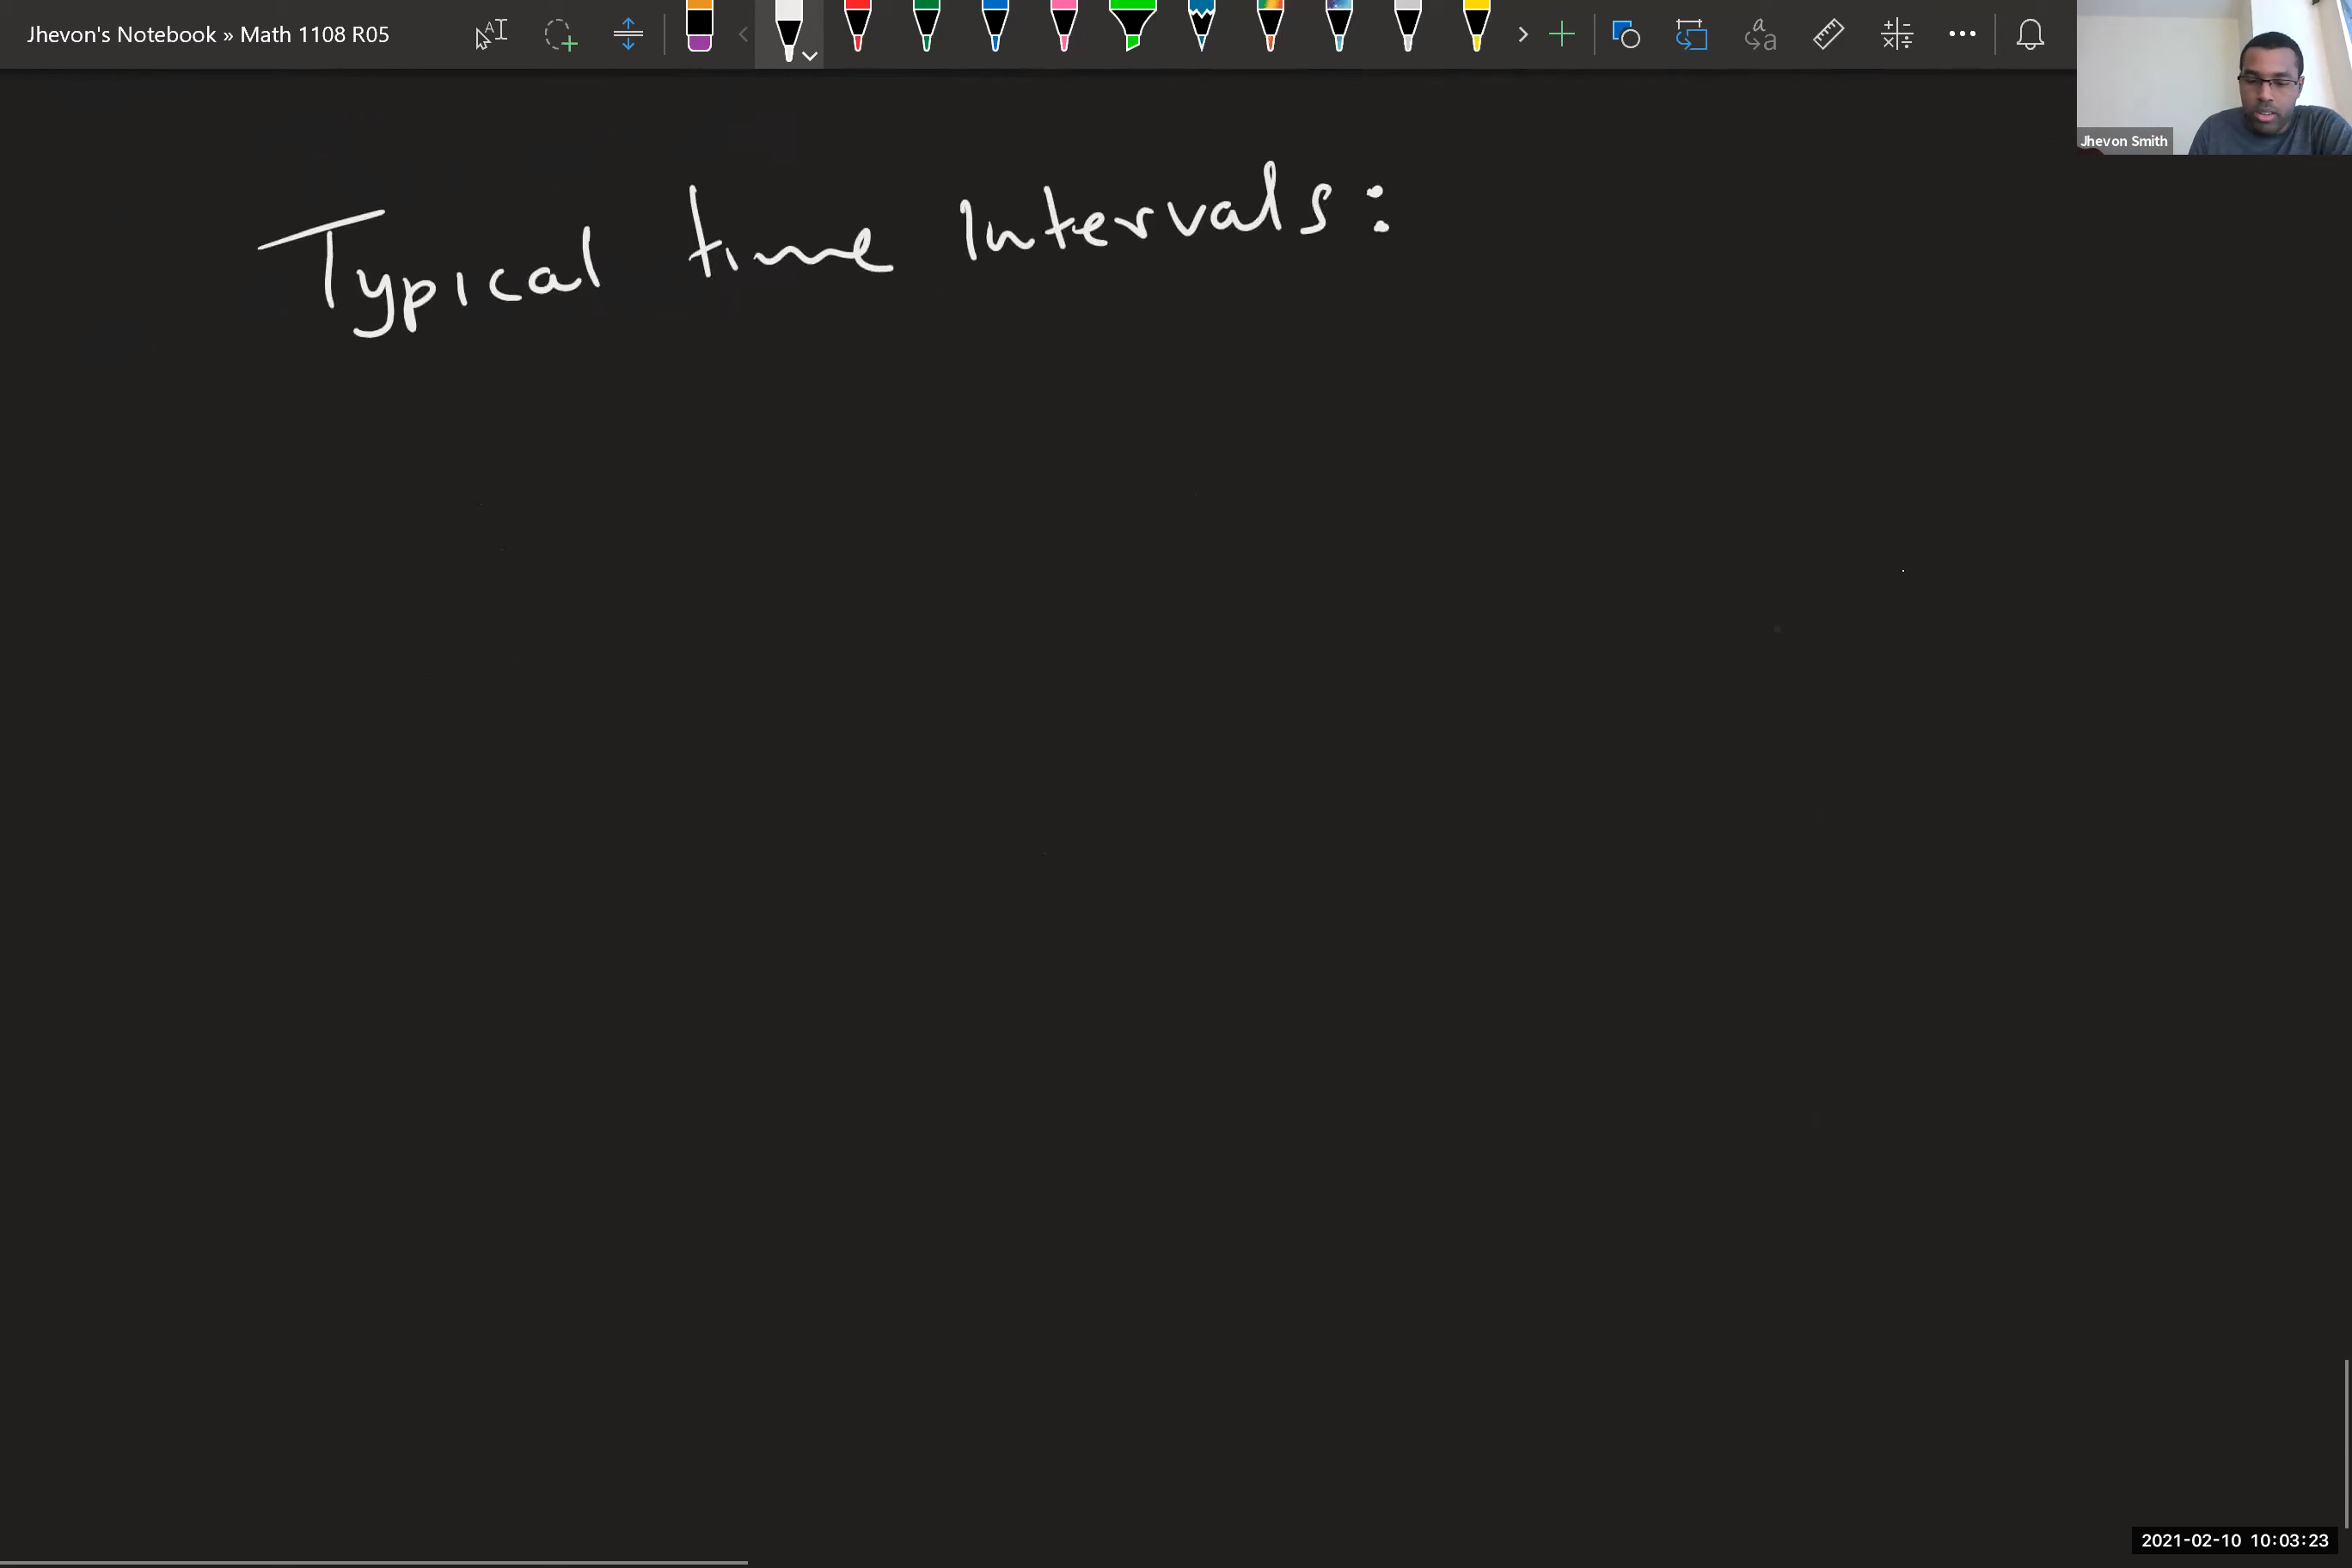 Jhevon's Notebook » Math 1108 R05
Jhevon Smith
Typical time Intervals:
2021-02-10 10:03:23